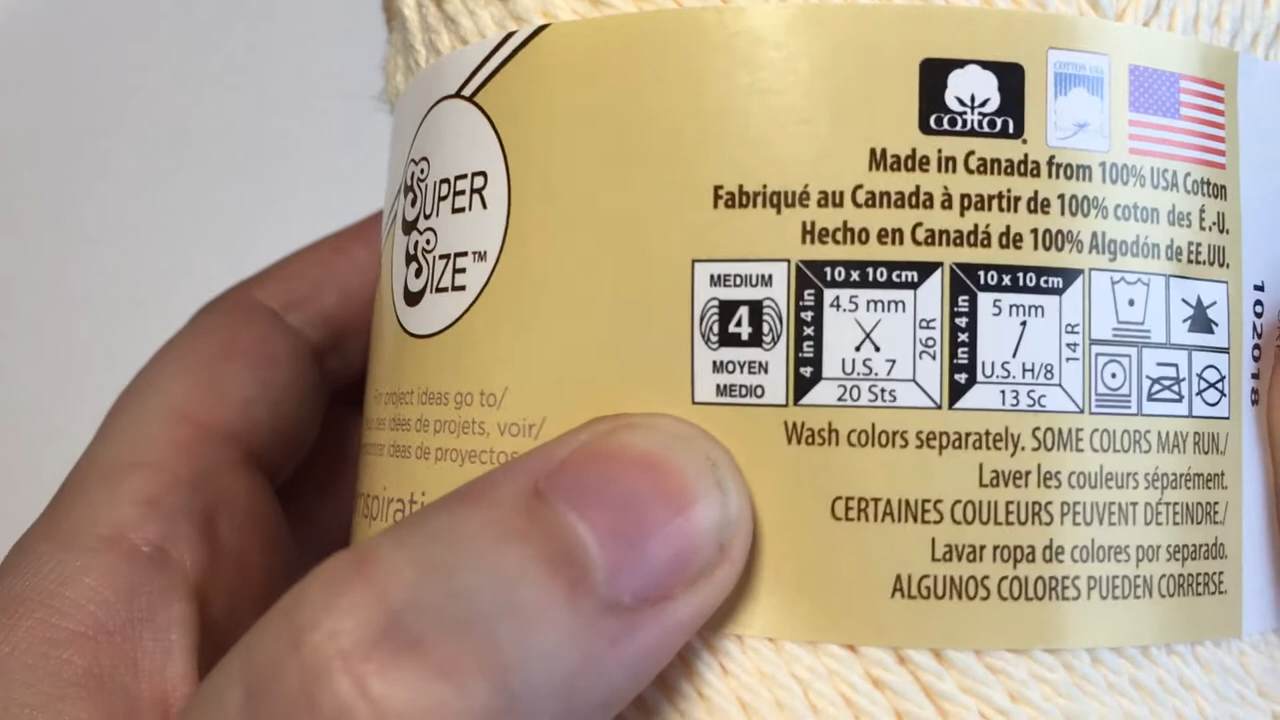 SUPER
SIZE™
For project ideas go to/
des idées de projets, voir/
ideas de proyectos
cotton
COTTON USA
Made in Canada from 100% USA Cotton
Fabriqué au Canada à partir de 100% coton des É.-U.
Hecho en Canadá de 100% Algodón de EE.UU.
MEDIUM
4
MOYEN
MEDIO
10 x 10 cm
4 in x 4 in
4.5 mm
U.S. 7
26 R
20 Sts
10 x 10 cm
4 in x 4 in
5 mm
U.S. H/8
14 R
13 Sc
Wash colors separately. SOME COLORS MAY RUN./
Laver les couleurs séparément.
CERTAINES COULEURS PEUVENT DÉTEINDRE./
Lavar ropa de colores por separado.
ALGUNOS COLORES PUEDEN CORRERSE.
102018